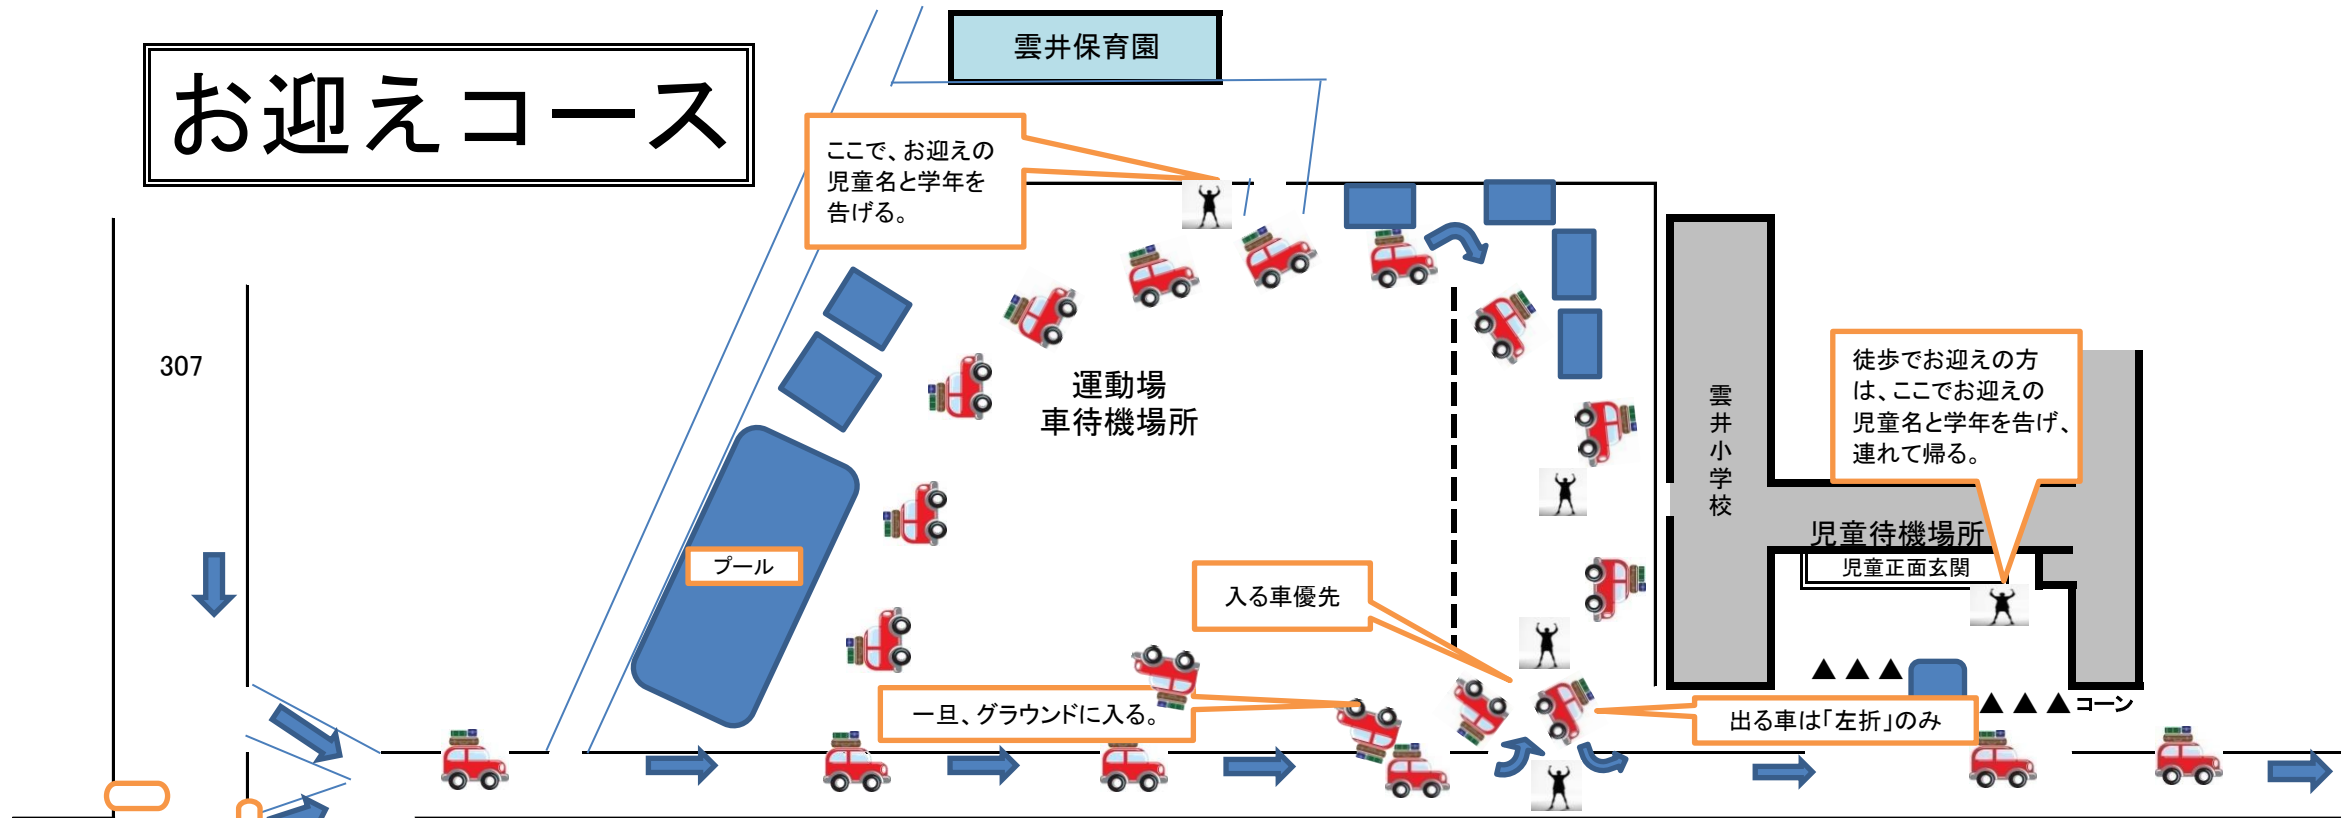 雲井保育園
お迎えコース
ここで、お迎えの
児童名と学年を
告げる。
307
運動場
車待機場所
雲井小学校
徒歩でお迎えの方
は、ここでお迎えの
児童名と学年を告げ、
連れて帰る。
児童待機場所
児童正面玄関
プール
入る車優先
一旦、グラウンドに入る。
出る車は「左折」のみ
▲ ▲ ▲
▲ ▲ ▲ コーン